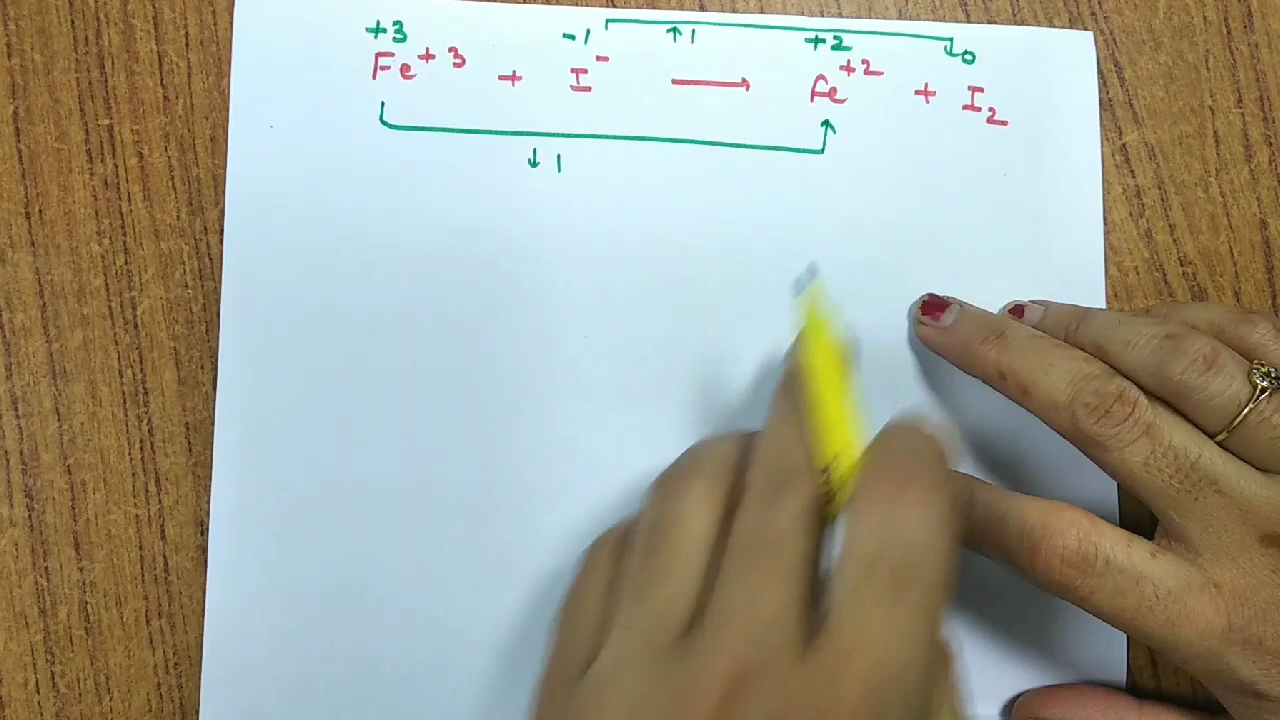 +3 -1 ↑1 +2 0
Fe⁺³ + I⁻ ⟶ Fe⁺² + I₂
↓1